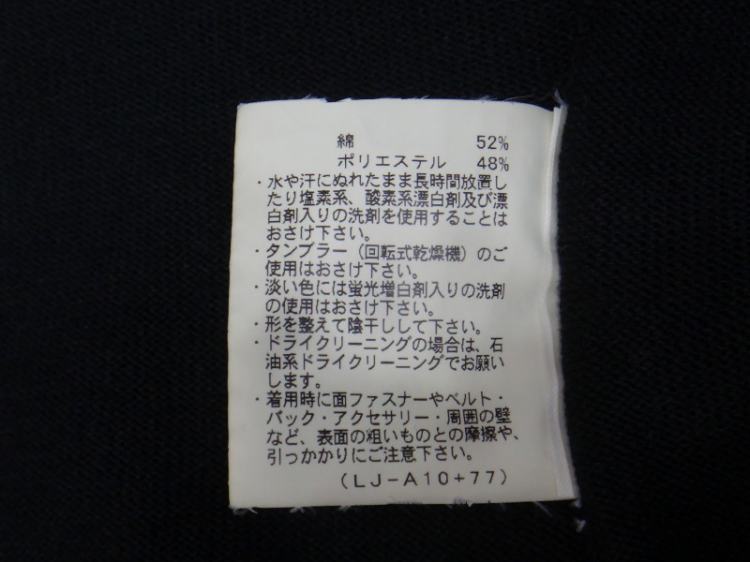 綿 52%
ポリエステル 48%
・水や汗にぬれたまま長時間放置し
たり塩素系、酸素系漂白剤及び漂
白剤入りの洗剤を使用することは
おさけ下さい。
・タンブラー(回転式乾燥機)のご
使用はおさけ下さい。
・淡い色には蛍光増白剤入りの洗剤
の使用はおさけ下さい。
・形を整えて陰干しして下さい。
・ドライクリーニングの場合は、石
油系ドライクリーニングでお願い
します。
・着用時に面ファスナーやベルト・
バック・アクセサリー・周囲の壁
など、表面の粗いものとの摩擦や、
引っかかりにご注意下さい。
(LJ-A10+77)